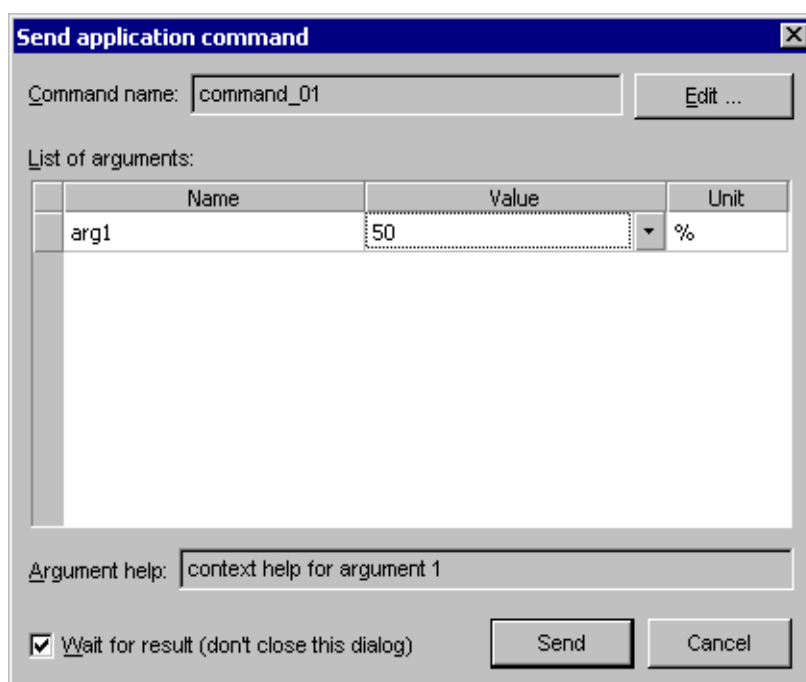 Send application command
Command name: command_01 Edit ...
List of arguments:
Name Value Unit
arg1 50 %
Argument help: context help for argument 1
Wait for result (don't close this dialog) Send Cancel